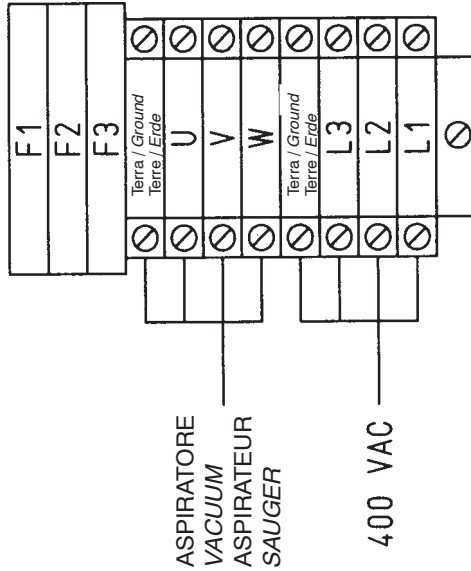 F1
F2
F3
Terra / Ground
Terre / Erde
U
V
W
Terra / Ground
Terre / Erde
L3
L2
L1
ASPIRATORE
VACUUM
ASPIRATEUR
SAUGER
400 VAC